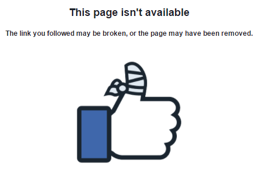 This page isn't available
The link you followed may be broken, or the page may have been removed.